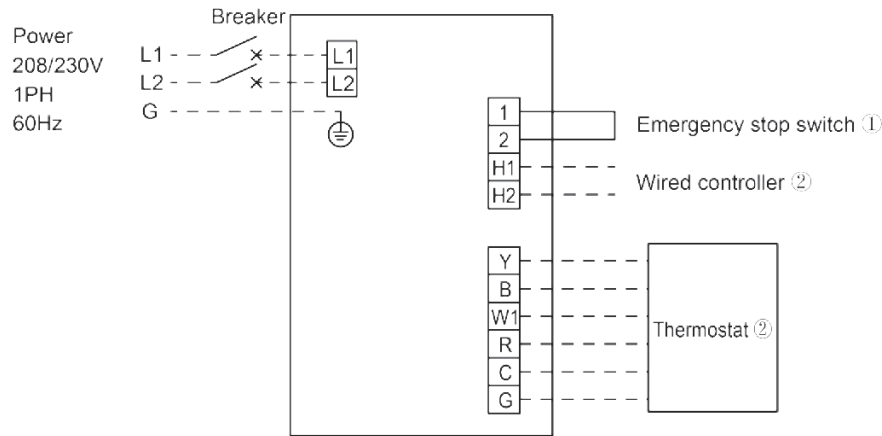 Breaker
Power
208/230V
1PH
60Hz
L1
L2
G
L1
L2
1
2
H1
H2
Emergency stop switch ①
Wired controller ②
Y
B
W1
R
C
G
Thermostat ②